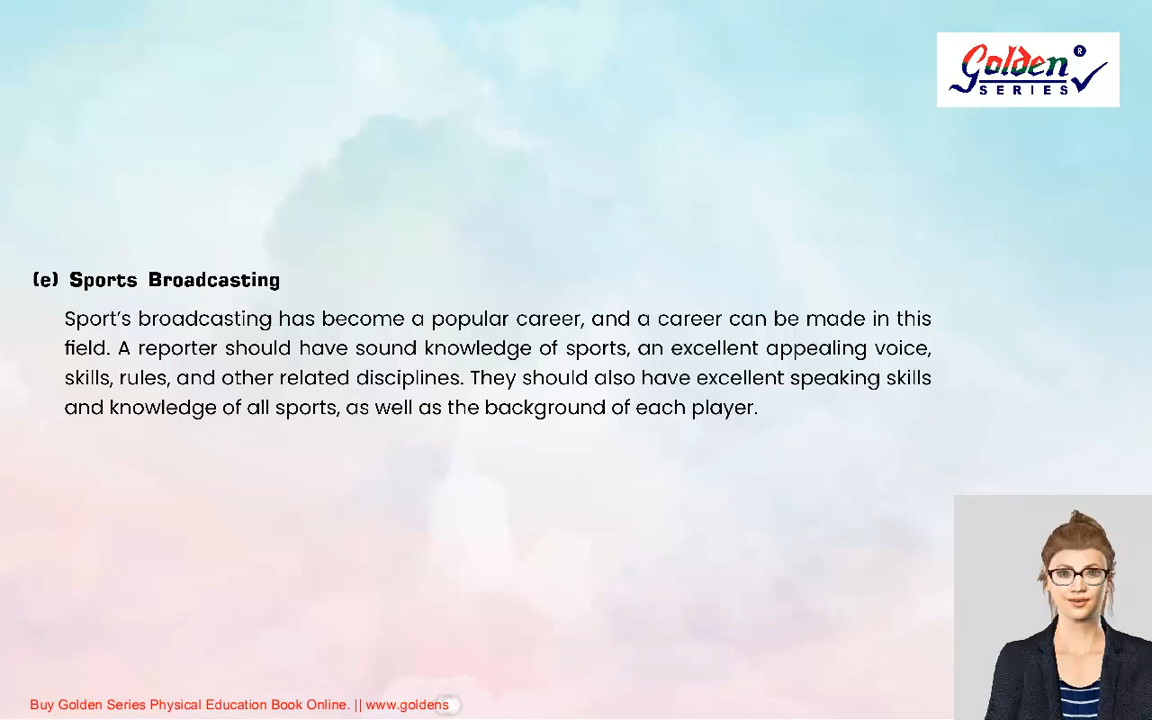 Golden ®
SERIES
(e) Sports Broadcasting
Sport's broadcasting has become a popular career, and a career can be made in this
field. A reporter should have sound knowledge of sports, an excellent appealing voice,
skills, rules, and other related disciplines. They should also have excellent speaking skills
and knowledge of all sports, as well as the background of each player.
Buy Golden Series Physical Education Book Online. || www.goldens